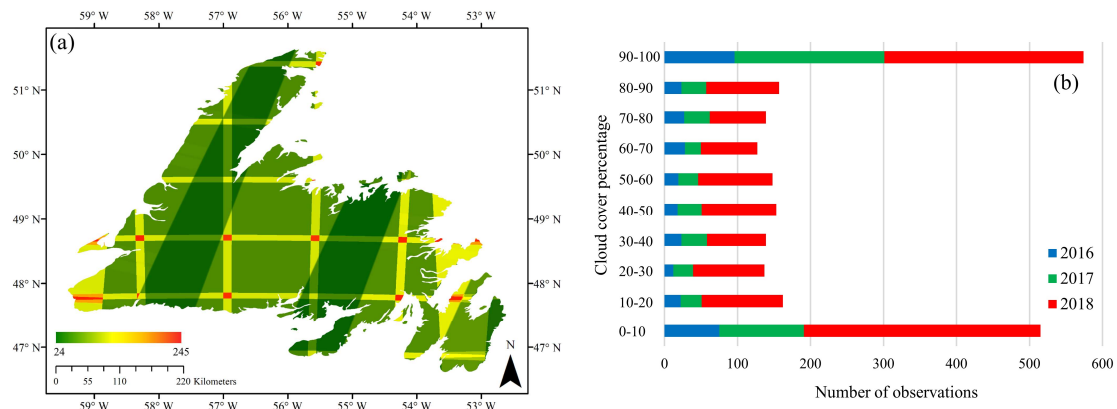 59° W 58° W 57° W 56° W 55° W 54° W 53° W
(a)
51° N
50° N
49° N
48° N
47° N
51° N
50° N
49° N
48° N
47° N
24 245
0 55 110 220 Kilometers
N
59° W 58° W 57° W 56° W 55° W 54° W 53° W
(b)
Cloud cover percentage
90-100
80-90
70-80
60-70
50-60
40-50
30-40
20-30
10-20
0-10
2016
2017
2018
0 100 200 300 400 500 600
Number of observations